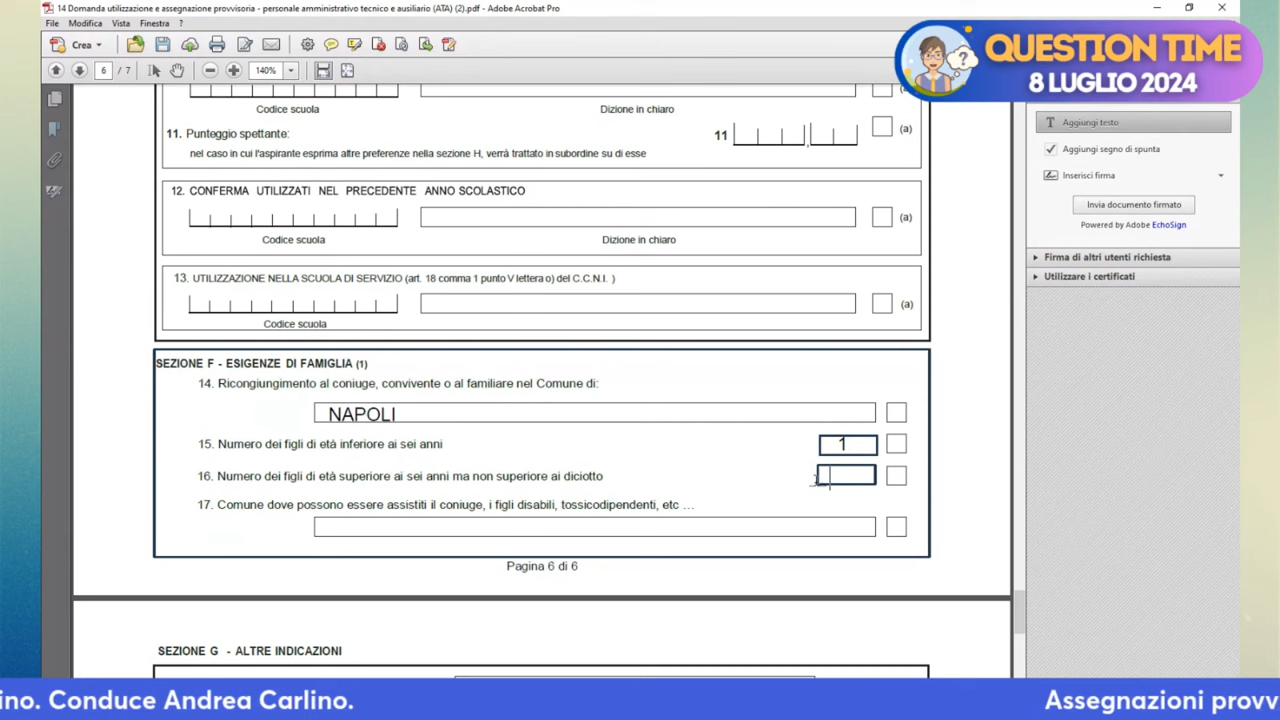 14 Domanda utilizzazione e assegnazione provvisoria - personale amministrativo tecnico e ausiliario (ATA) (2).pdf - Adobe Acrobat Pro
File Modifica Vista Finestra ?
Crea
6 / 7
140%
QUESTION TIME
8 LUGLIO 2024
Codice scuola Dizione in chiaro
11. Punteggio spettante: 11 , (a)
nel caso in cui l'aspirante esprima altre preferenze nella sezione H, verrà trattato in subordine su di esse
12. CONFERMA UTILIZZATI NEL PRECEDENTE ANNO SCOLASTICO
(a)
Codice scuola Dizione in chiaro
13. UTILIZZAZIONE NELLA SCUOLA DI SERVIZIO (art. 18 comma 1 punto V lettera o) del C.C.N.I. )
(a)
Codice scuola
SEZIONE F - ESIGENZE DI FAMIGLIA (1)
14. Ricongiungimento al coniuge, convivente o al familiare nel Comune di:
NAPOLI
15. Numero dei figli di età inferiore ai sei anni 1
16. Numero dei figli di età superiore ai sei anni ma non superiore ai diciotto
17. Comune dove possono essere assistiti il coniuge, i figli disabili, tossicodipendenti, etc …
Pagina 6 di 6
SEZIONE G - ALTRE INDICAZIONI
Aggiungi testo
Aggiungi segno di spunta
Inserisci firma
Invia documento firmato
Powered by Adobe EchoSign
Firma di altri utenti richiesta
Utilizzare i certificati
ino. Conduce Andrea Carlino. Assegnazioni provv